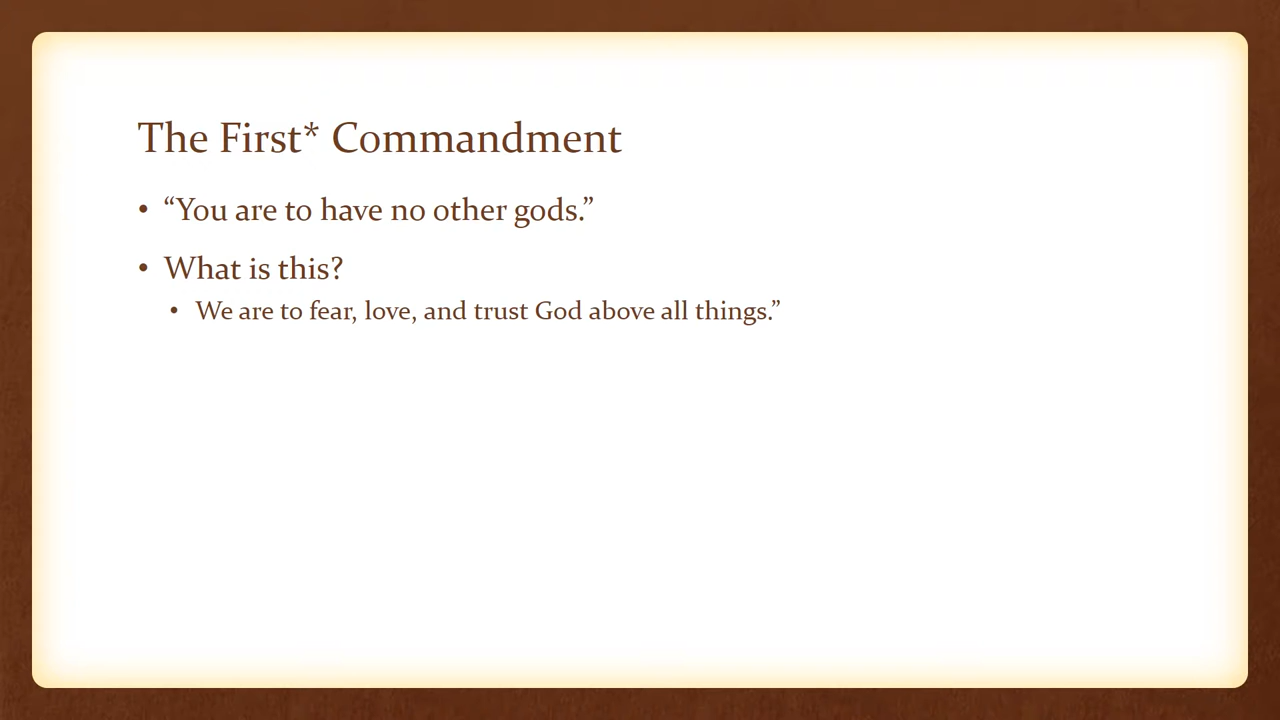 The First* Commandment
• “You are to have no other gods.”
• What is this?
• We are to fear, love, and trust God above all things.”